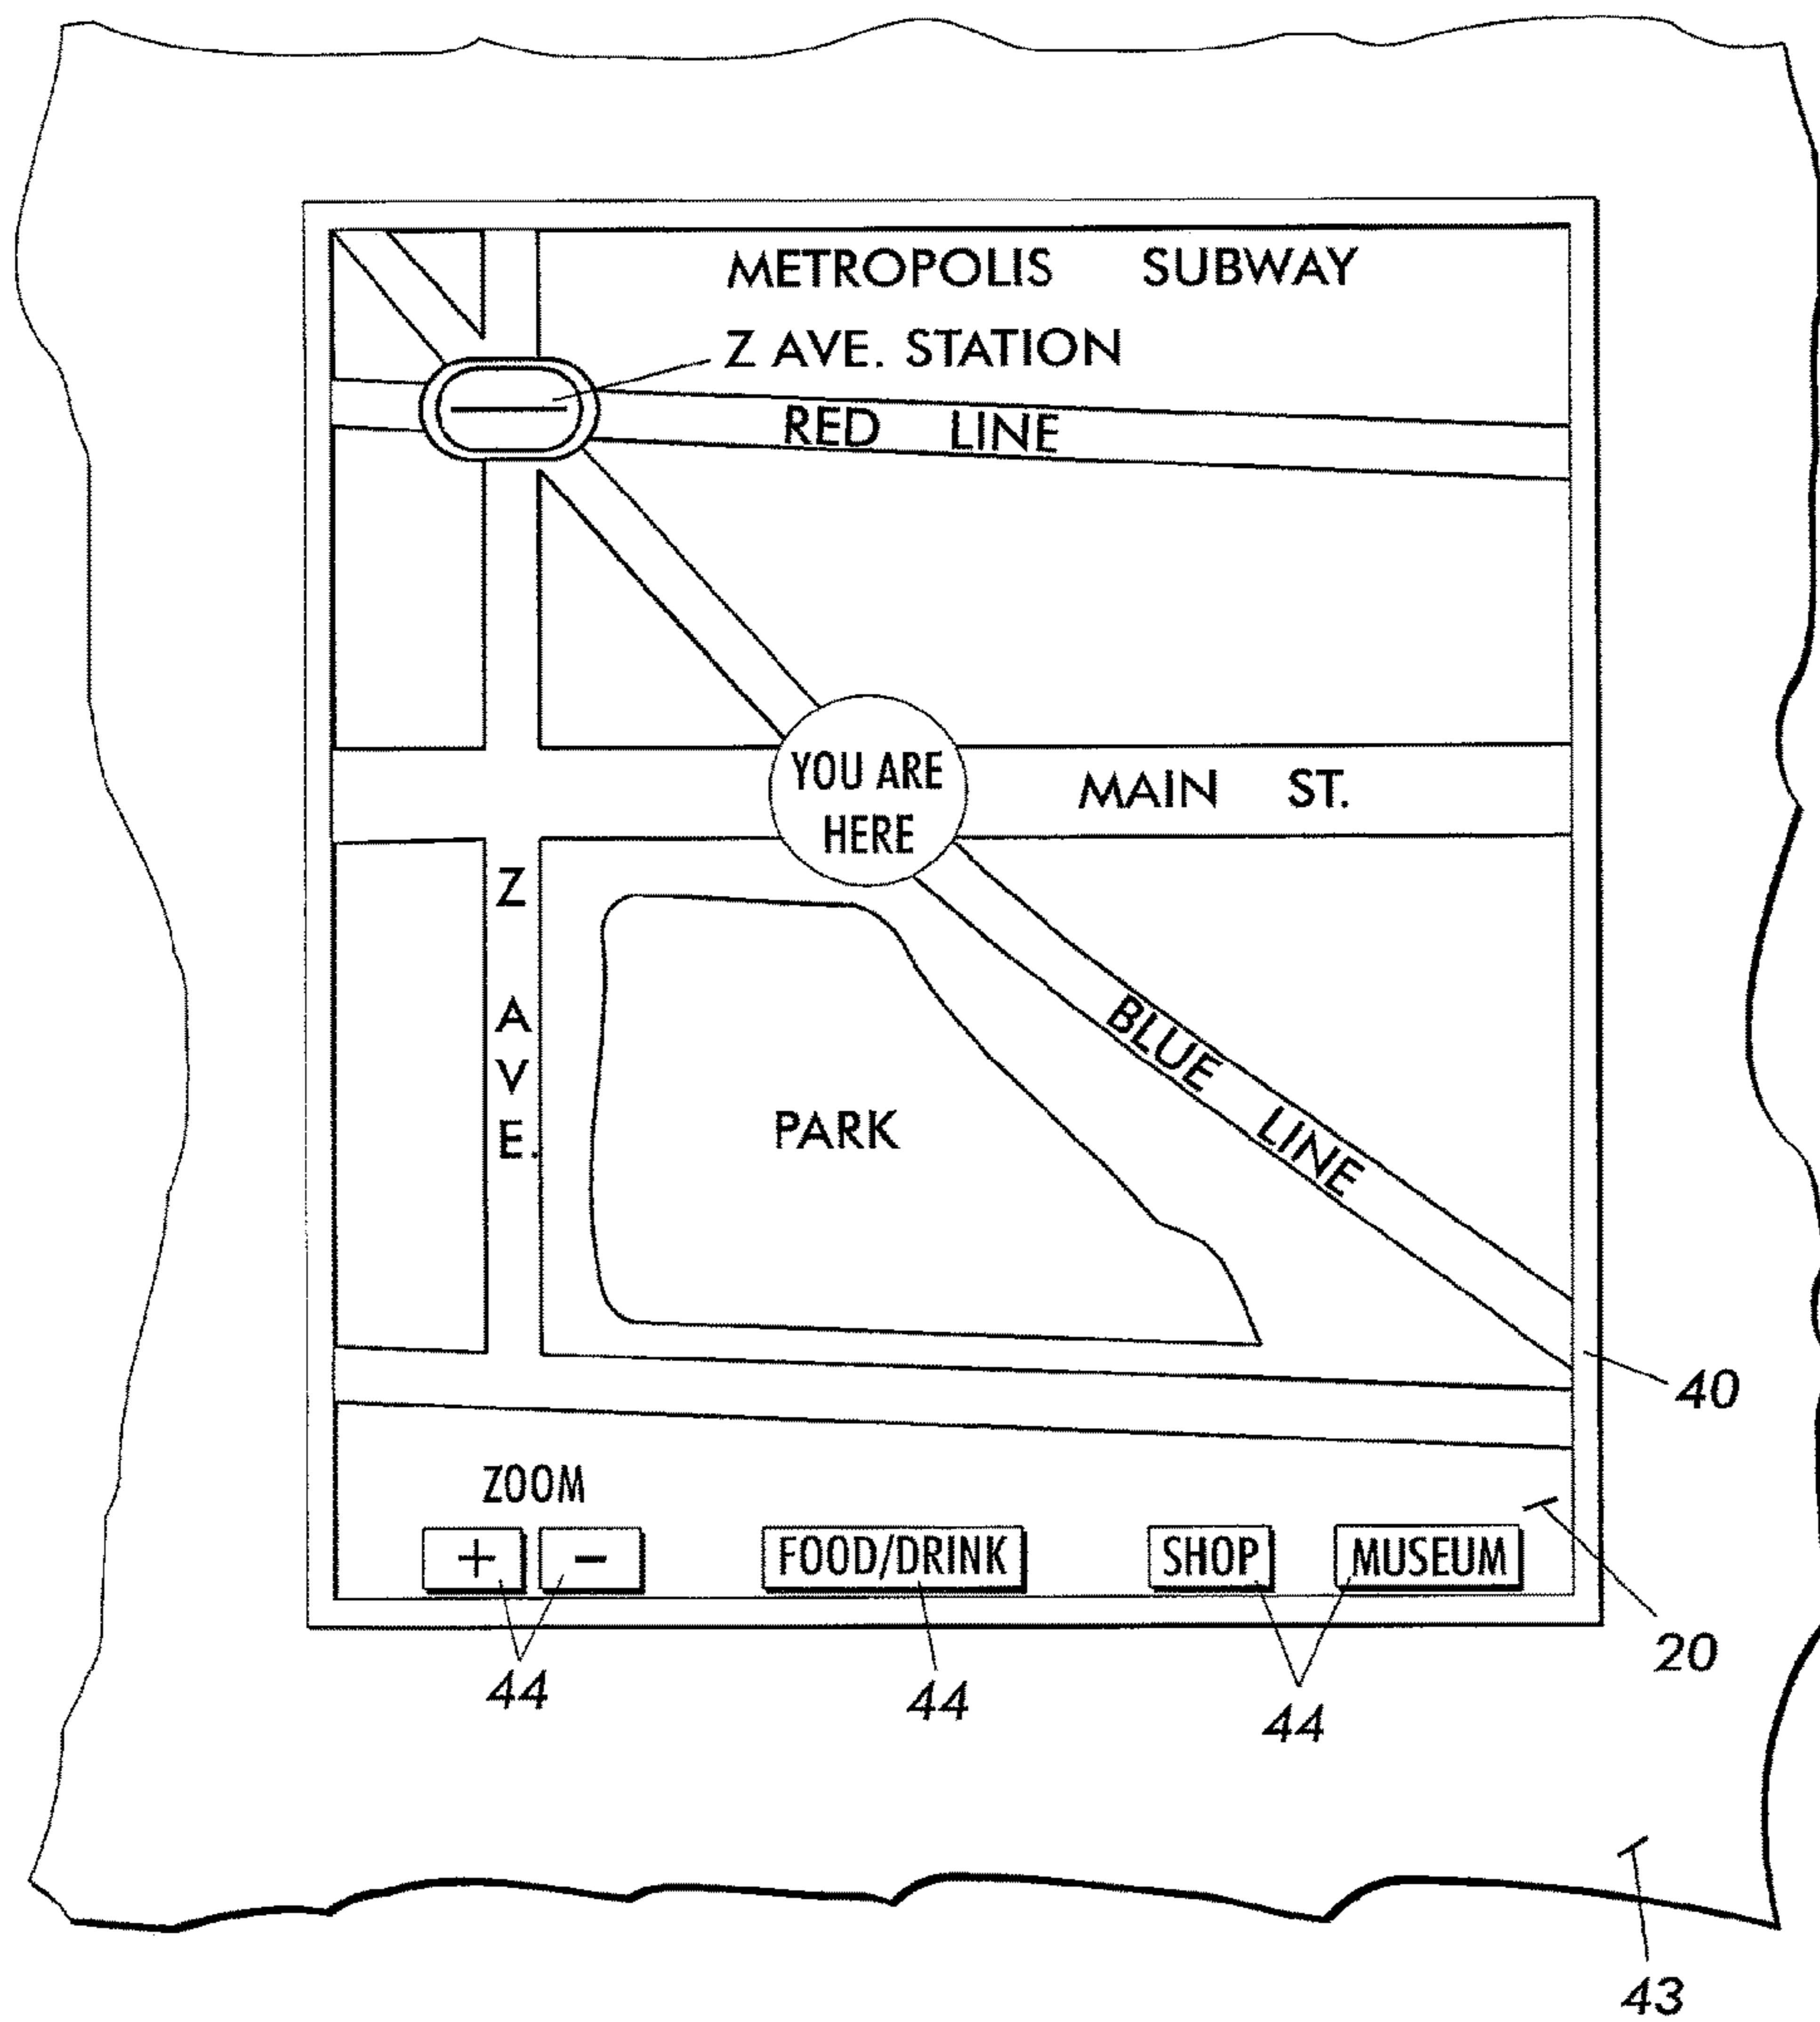 METROPOLIS SUBWAY
Z AVE. STATION
RED LINE
YOU ARE
HERE
MAIN ST.
Z AVE.
BLUE LINE
PARK
40
ZOOM
+ − FOOD/DRINK SHOP MUSEUM
20
44 44 44
43